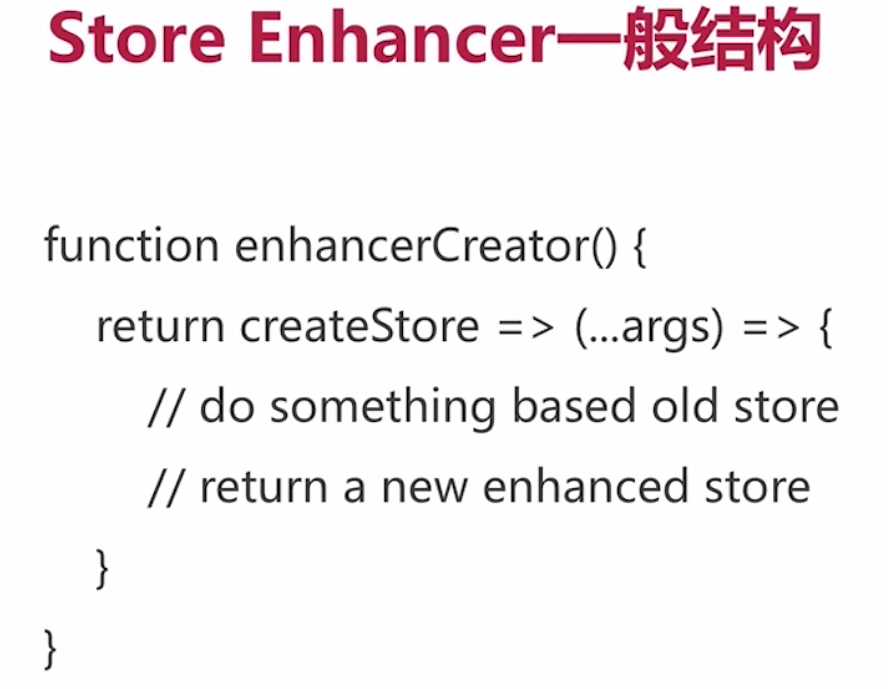 Store Enhancer一般结构
function enhancerCreator() {
return createStore => (...args) => {
// do something based old store
// return a new enhanced store
}
}